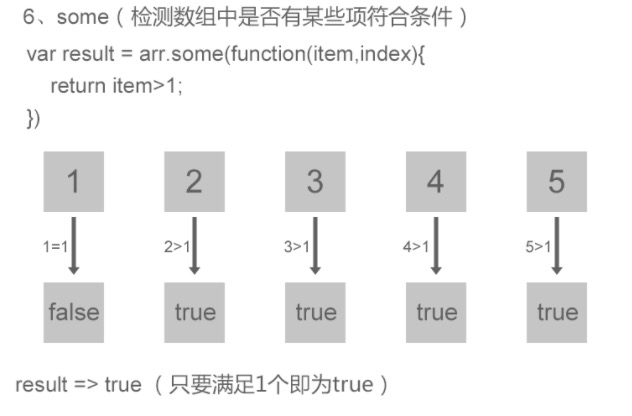 6、some（检测数组中是否有某些项符合条件）
var result = arr.some(function(item,index){
return item>1;
})
1 2 3 4 5
1=1 2>1 3>1 4>1 5>1
false true true true true
result => true （只要满足1个即为true）